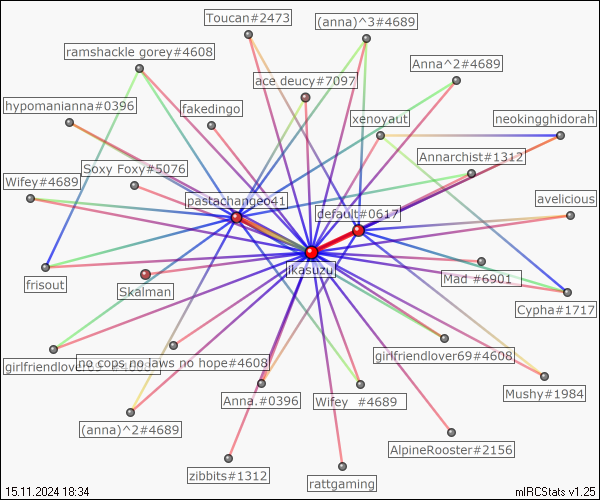 Toucan#2473
(anna)^3#4689
ramshackle gorey#4608
Anna^2#4689
ace deucy#7097
hypomanianna#0396
fakedingo
xenoyaut
neokingghidorah
Annarchist#1312
Soxy Foxy#5076
Wifey#4689
pastachangeo41
avelicious
default#0617
ikasuzu
frisout
Skalman
Mad #6901
Cypha#1717
girlfriendlover
no cops no laws no hope#4608
girlfriendlover69#4608
Mushy#1984
Anna.#0396
Wifey #4689
(anna)^2#4689
AlpineRooster#2156
zibbits#1312
rattgaming
15.11.2024 18:34
mIRCStats v1.25